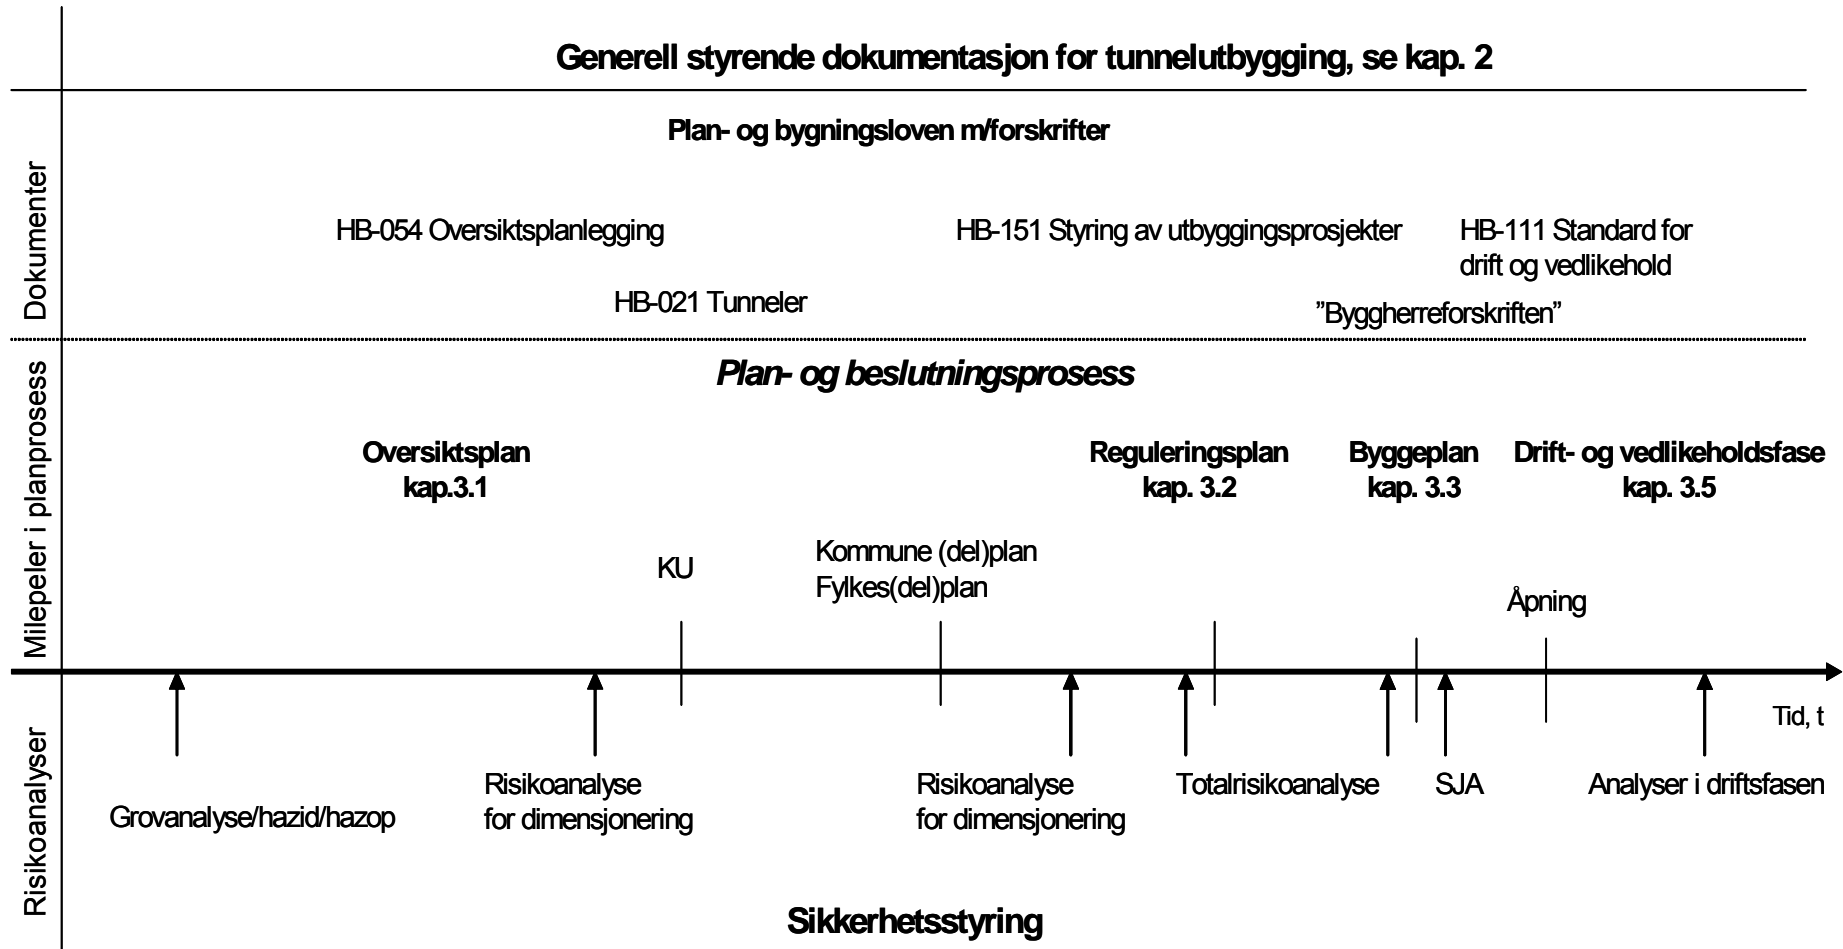 Generell styrende dokumentasjon for tunnelutbygging, se kap. 2
Dokumenter
Plan- og bygningsloven m/forskrifter
HB-054 Oversiktsplanlegging
HB-151 Styring av utbyggingsprosjekter
HB-111 Standard for
drift og vedlikehold
HB-021 Tunneler
”Byggherreforskriften”
Milepeler i planprosess
Plan- og beslutningsprosess
Oversiktsplan
kap.3.1
Reguleringsplan
kap. 3.2
Byggeplan
kap. 3.3
Drift- og vedlikeholdsfase
kap. 3.5
KU
Kommune (del)plan
Fylkes(del)plan
Åpning
Tid, t
Risikoanalyser
Grovanalyse/hazid/hazop
Risikoanalyse
for dimensjonering
Risikoanalyse
for dimensjonering
Totalrisikoanalyse
SJA
Analyser i driftsfasen
Sikkerhetsstyring